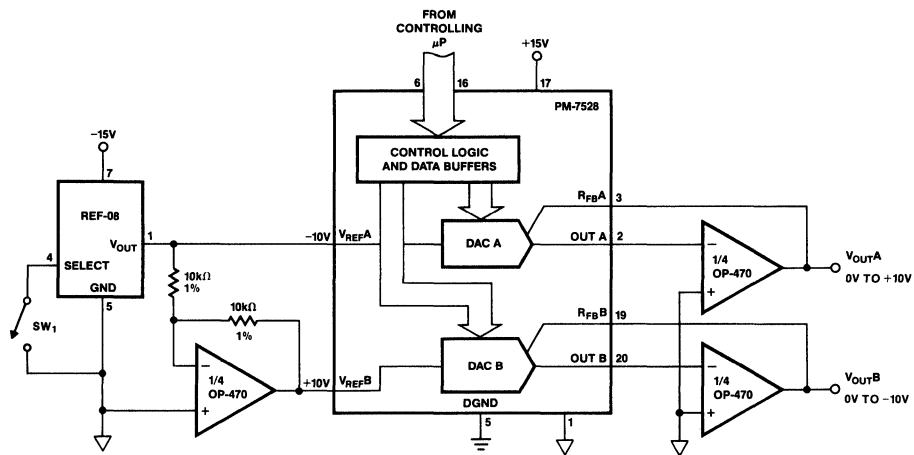 FROM
CONTROLLING
μP
+15V
6
16
17
PM-7528
–15V
7
CONTROL LOGIC
AND DATA BUFFERS
REF-08
VOUT
1
–10V
VREFA
DAC A
RFBA
3
OUT A
2
–
1/4
OP-470
+
VOUTA
0V TO +10V
4
SELECT
GND
5
SW1
10kΩ
1%
10kΩ
1%
RFBB
19
–
1/4
OP-470
+
+10V
VREFB
DAC B
OUT B
20
–
1/4
OP-470
+
VOUTB
0V TO –10V
DGND
5
1